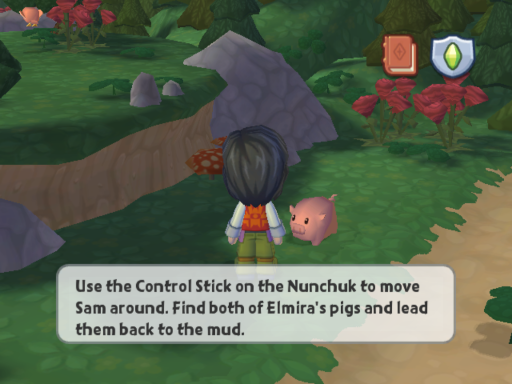 Use the Control Stick on the Nunchuk to move
Sam around. Find both of Elmira's pigs and lead
them back to the mud.